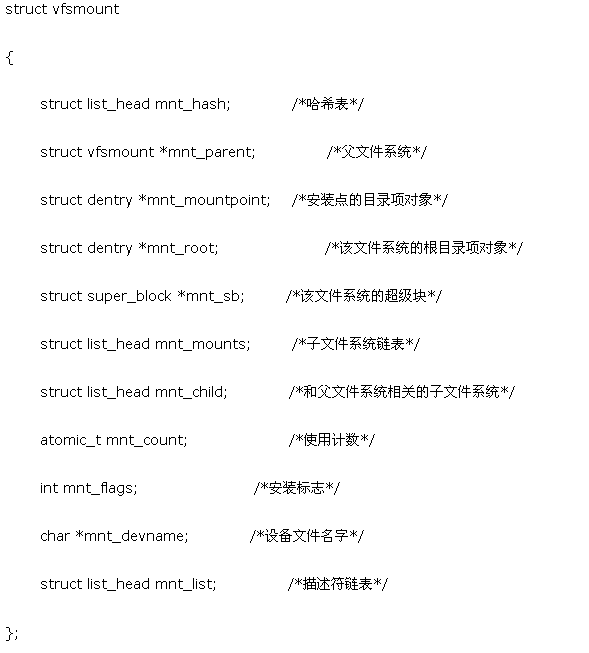 struct vfsmount
{
struct list_head mnt_hash; /*哈希表*/
struct vfsmount *mnt_parent; /*父文件系统*/
struct dentry *mnt_mountpoint; /*安装点的目录项对象*/
struct dentry *mnt_root; /*该文件系统的根目录项对象*/
struct super_block *mnt_sb; /*该文件系统的超级块*/
struct list_head mnt_mounts; /*子文件系统链表*/
struct list_head mnt_child; /*和父文件系统相关的子文件系统*/
atomic_t mnt_count; /*使用计数*/
int mnt_flags; /*安装标志*/
char *mnt_devname; /*设备文件名字*/
struct list_head mnt_list; /*描述符链表*/
};